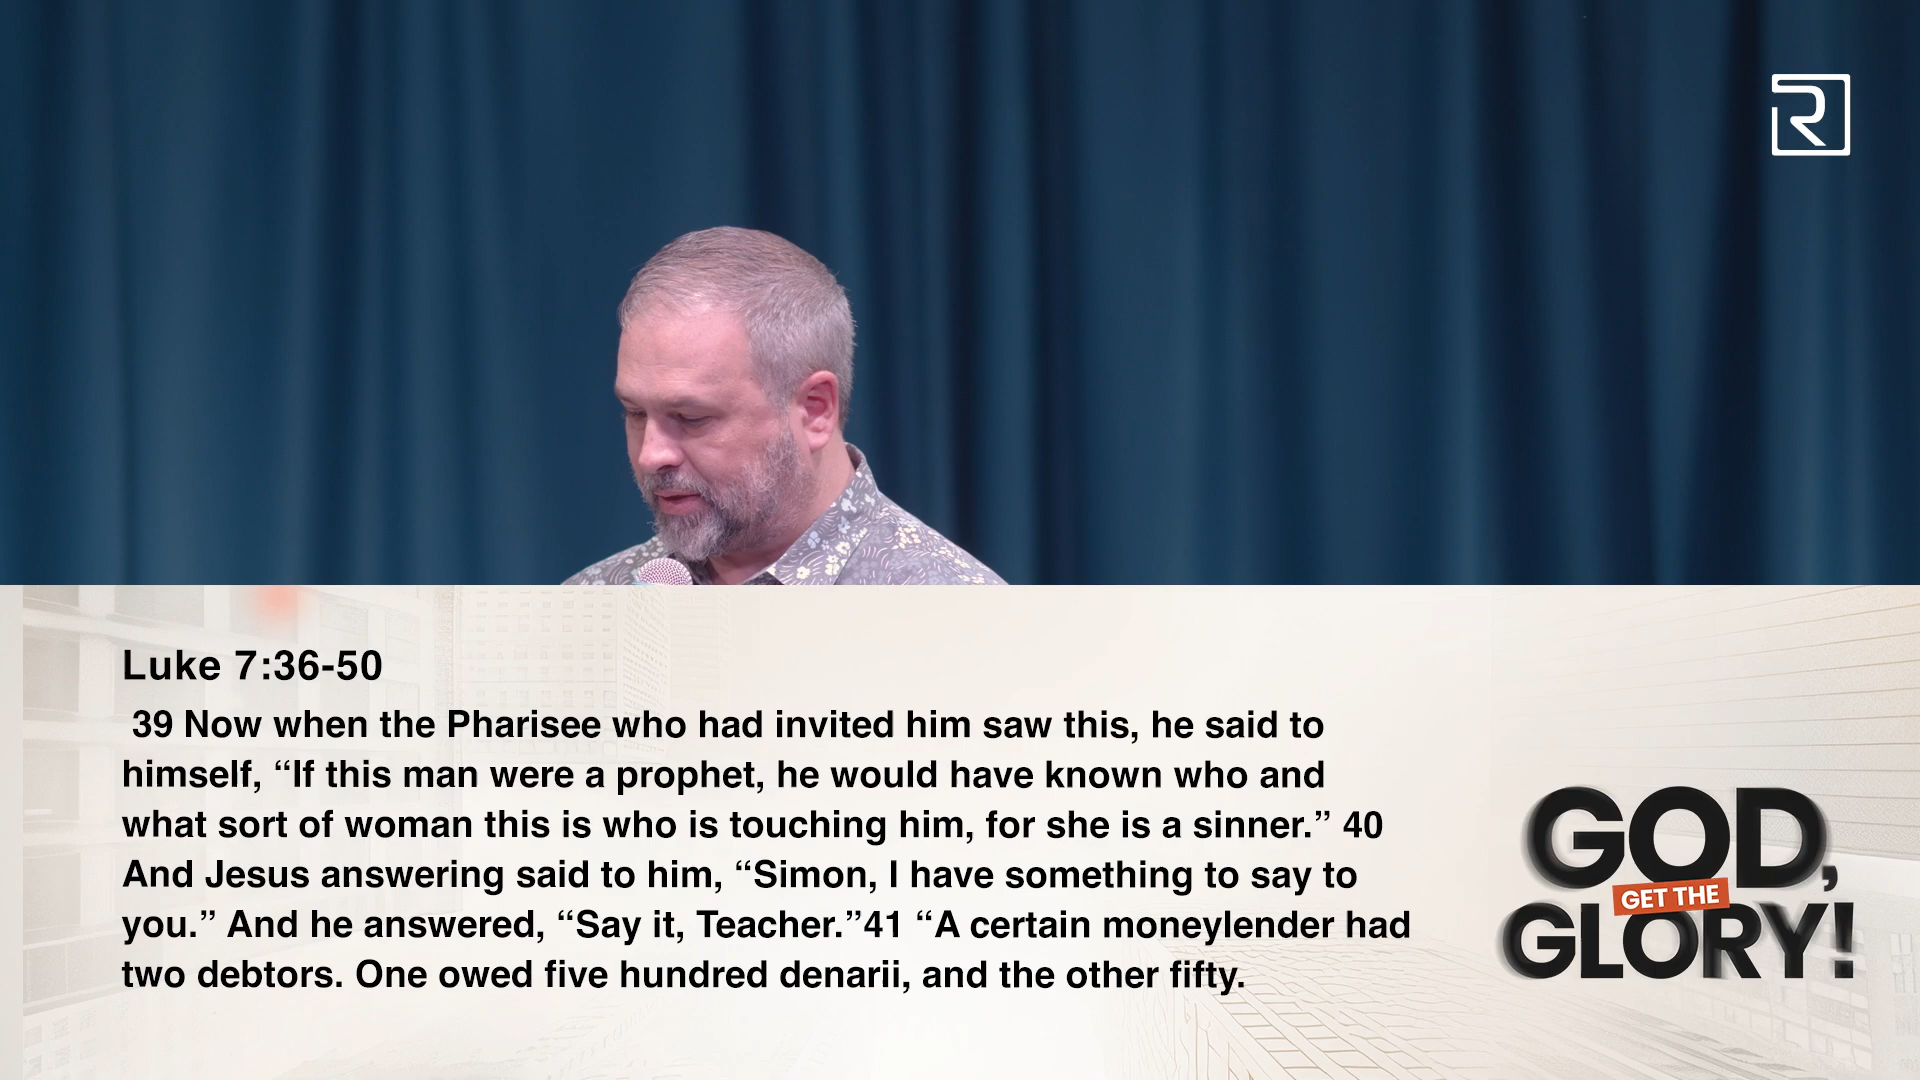 R
Luke 7:36-50
39 Now when the Pharisee who had invited him saw this, he said to
himself, “If this man were a prophet, he would have known who and
what sort of woman this is who is touching him, for she is a sinner.” 40
And Jesus answering said to him, “Simon, I have something to say to
you.” And he answered, “Say it, Teacher.”41 “A certain moneylender had
two debtors. One owed five hundred denarii, and the other fifty.
GOD,
GET THE
GLORY!